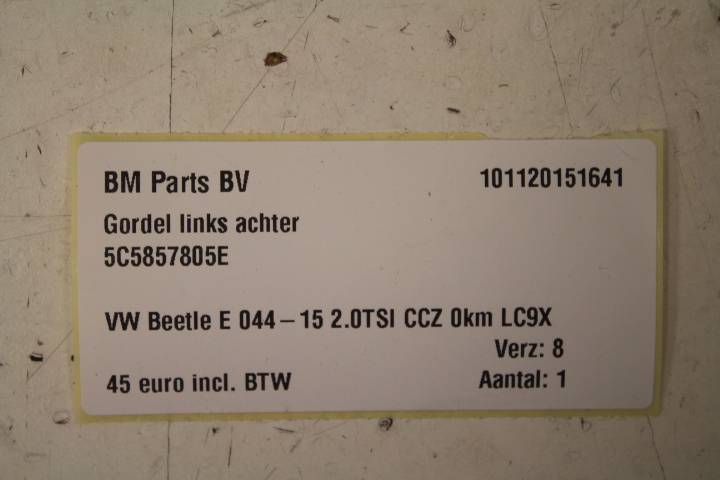 BM Parts BV 101120151641
Gordel links achter
5C5857805E
VW Beetle E 044-15 2.0TSI CCZ 0km LC9X
Verz: 8
45 euro incl. BTW Aantal: 1